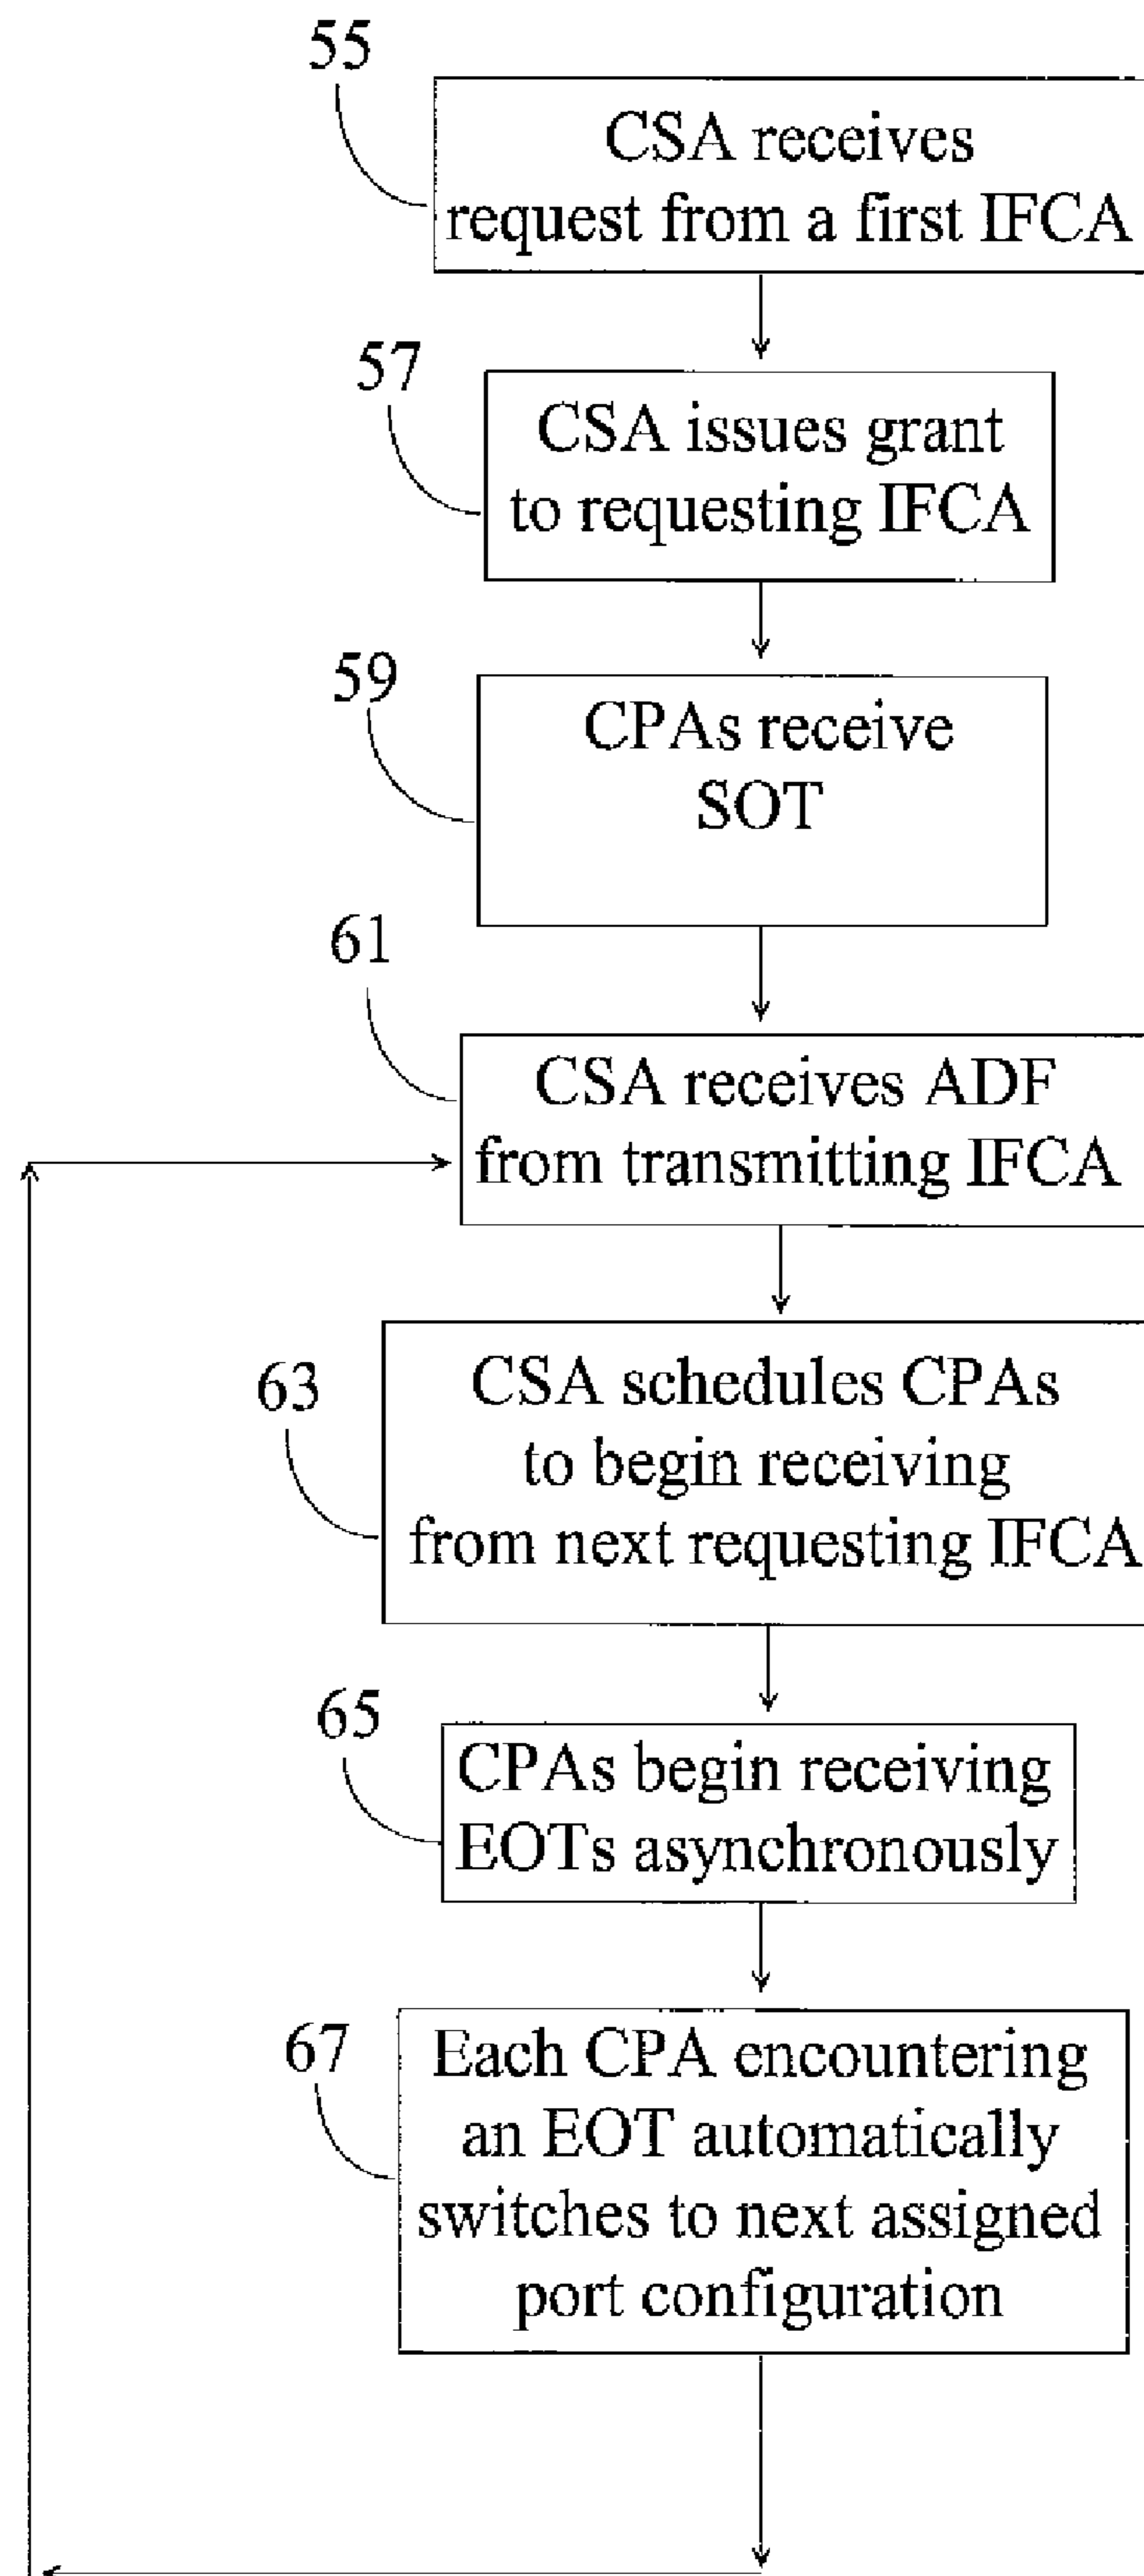 55
CSA receives
request from a first IFCA
57
CSA issues grant
to requesting IFCA
59
CPAs receive
SOT
61
CSA receives ADF
from transmitting IFCA
63
CSA schedules CPAs
to begin receiving
from next requesting IFCA
65
CPAs begin receiving
EOTs asynchronously
67
Each CPA encountering
an EOT automatically
switches to next assigned
port configuration